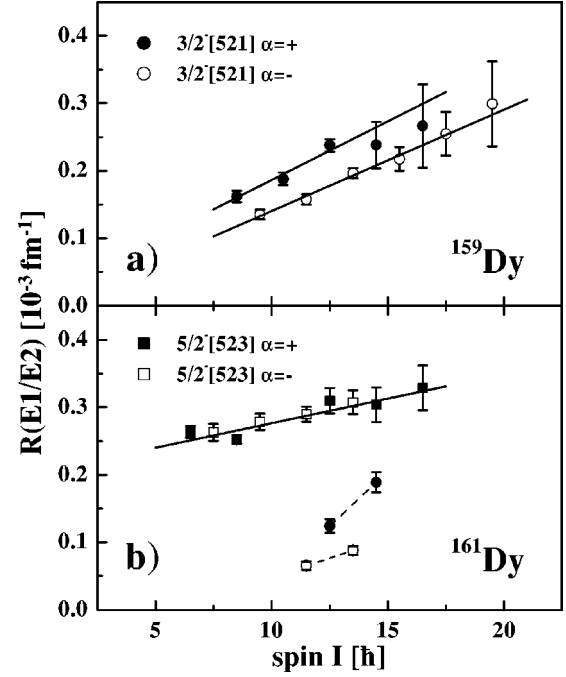 0.4
3/2⁻[521] α=+
3/2⁻[521] α=-
0.3
0.2
0.1
a)
¹⁵⁹Dy
0.0
R(E1/E2) [10⁻³ fm⁻¹]
0.4
5/2⁻[523] α=+
5/2⁻[523] α=-
0.3
0.2
0.1
b)
¹⁶¹Dy
0.0
5 10 15 20
spin I [ħ]